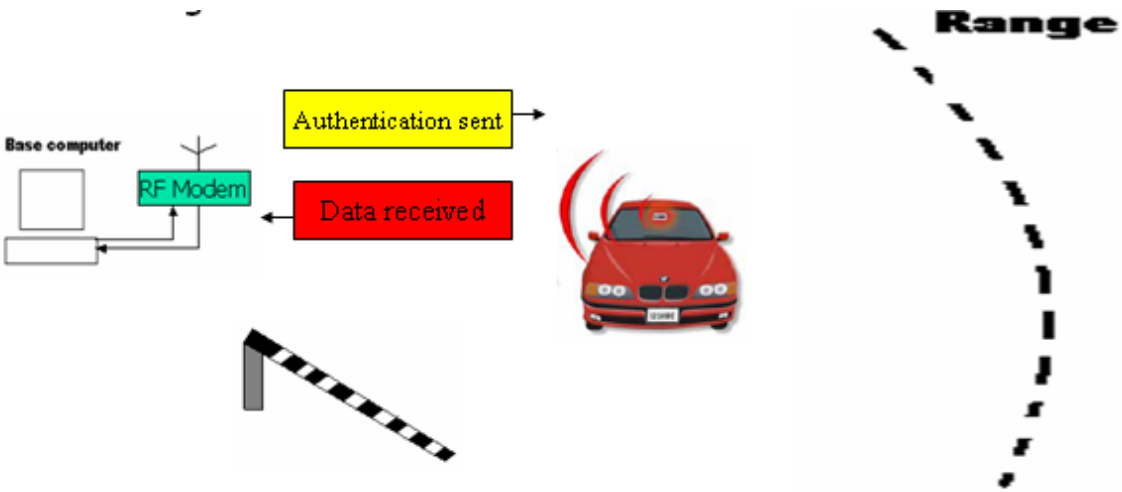 Range
Authentication sent
Base computer
RF Modem
Data received